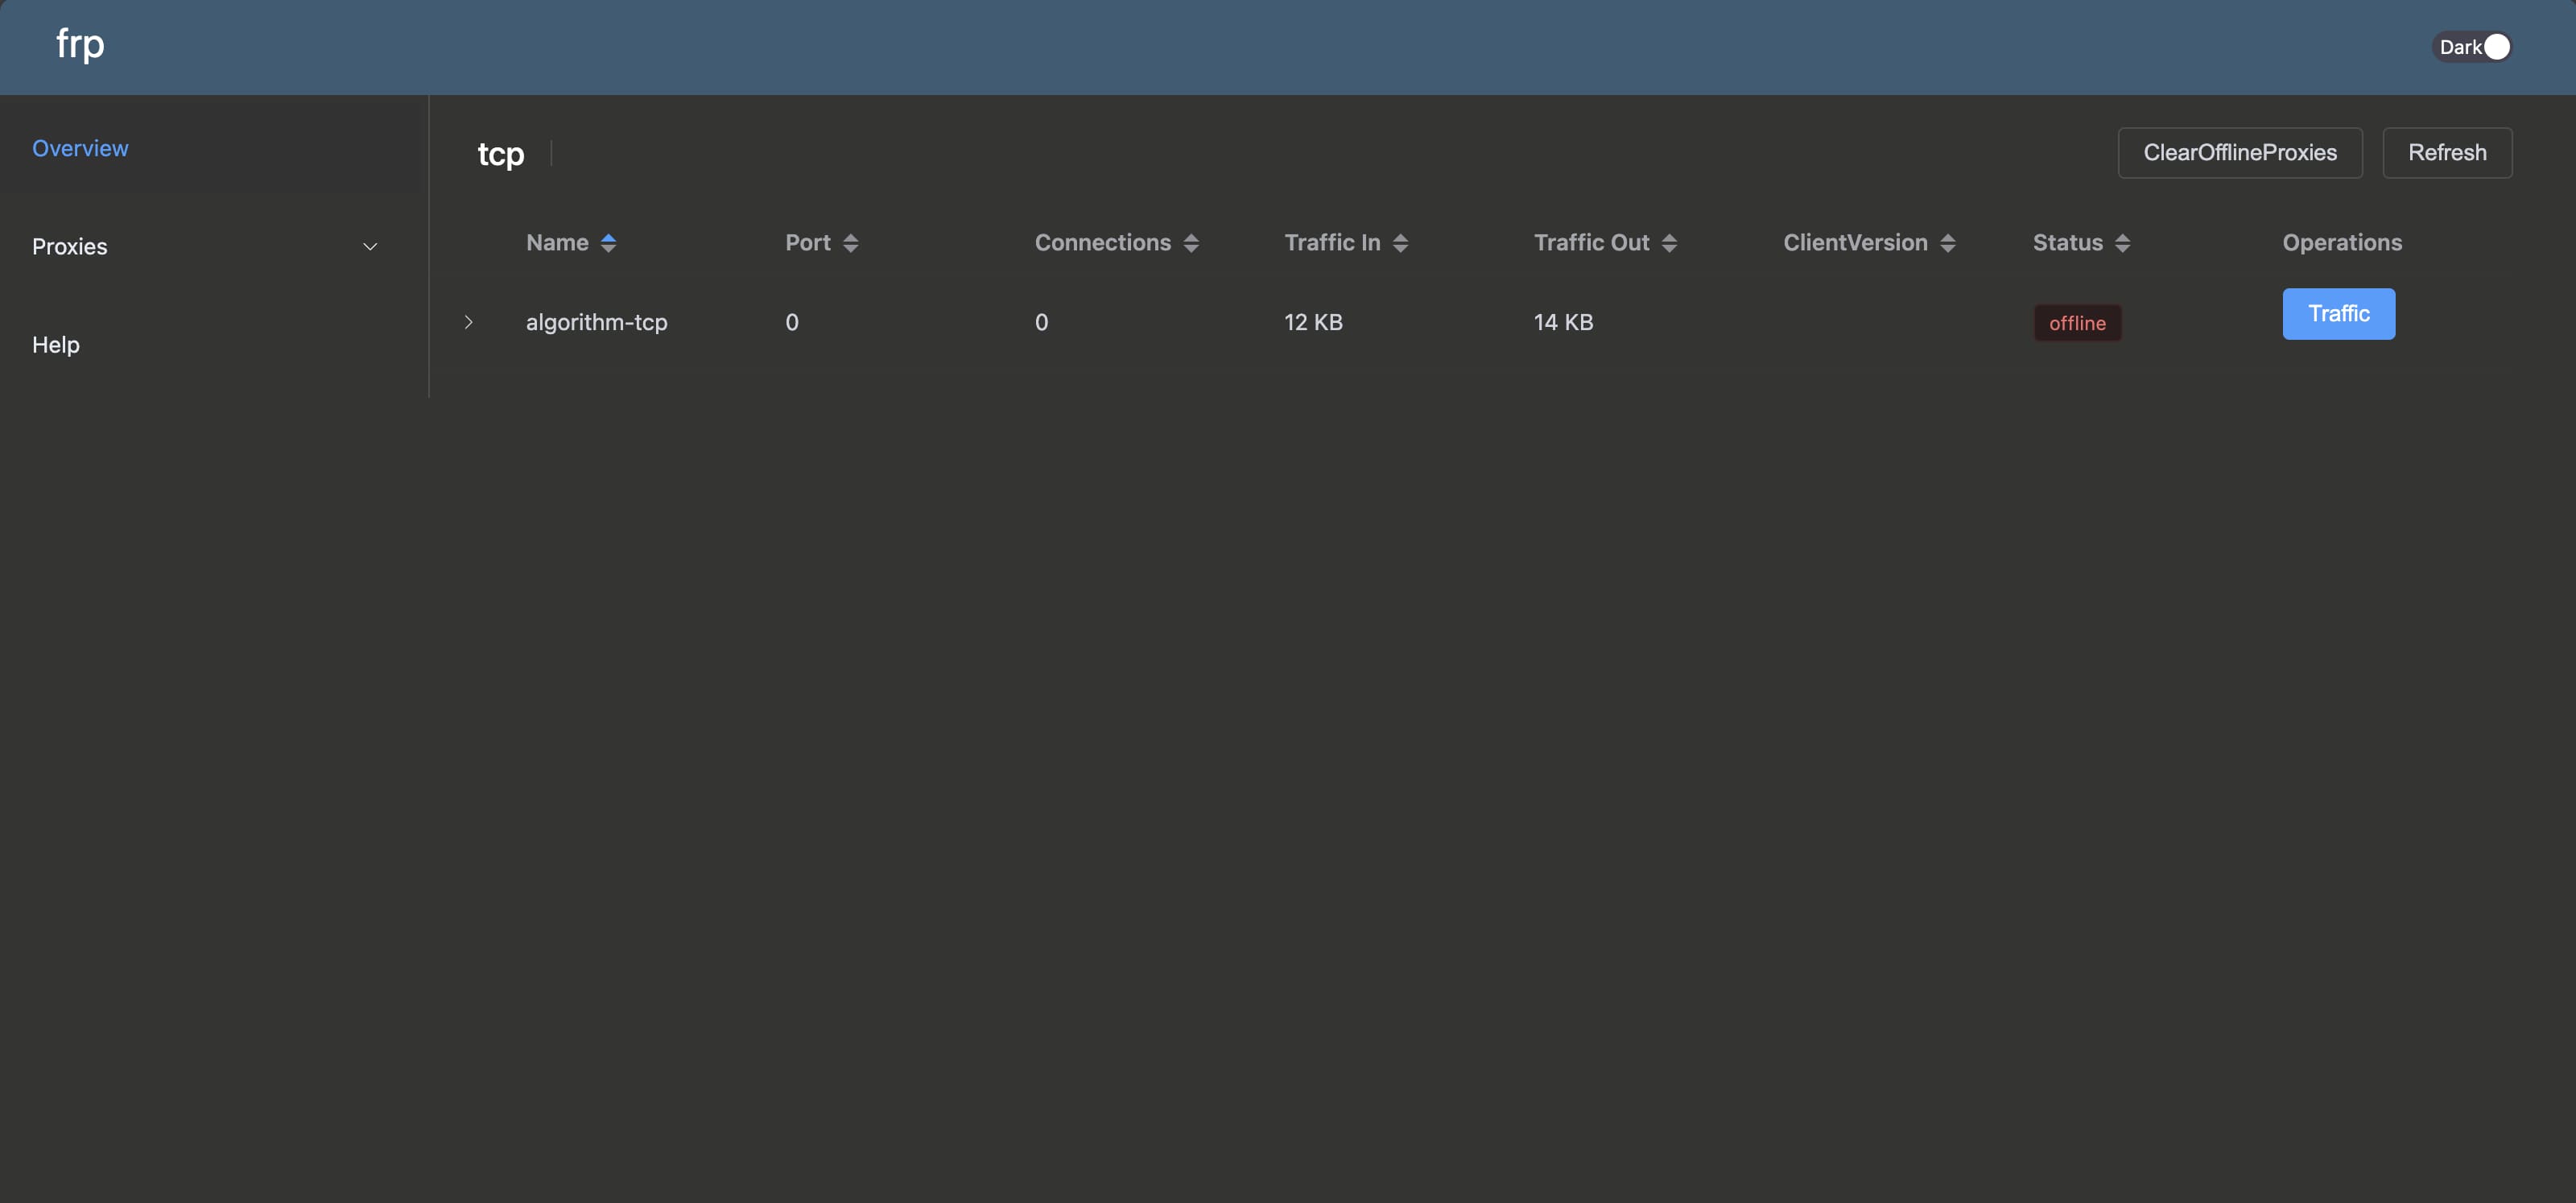 frp
Dark
Overview
Proxies
Help
tcp
ClearOfflineProxies Refresh
Name Port Connections Traffic In Traffic Out ClientVersion Status Operations
algorithm-tcp 0 0 12 KB 14 KB offline Traffic